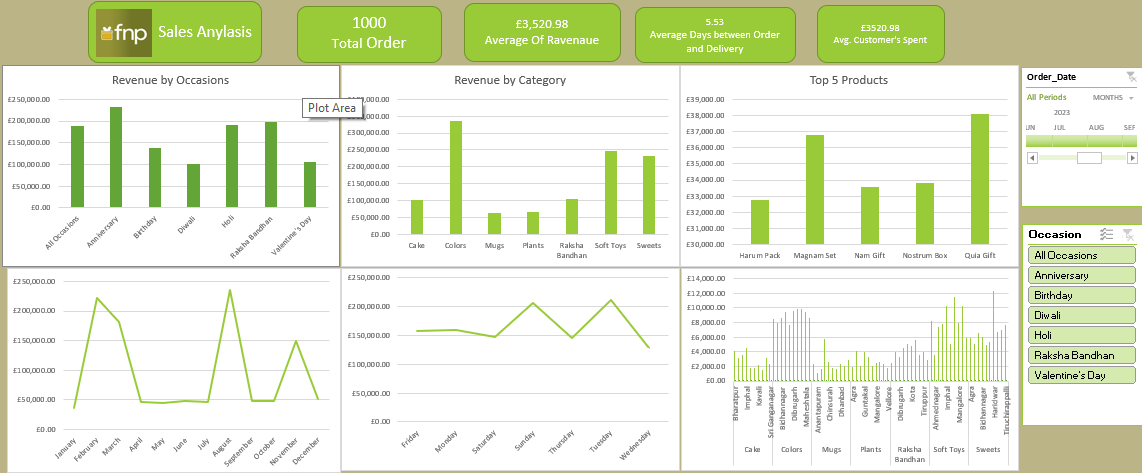 fnp Sales Anylasis
1000
Total Order
£3,520.98
Average Of Ravenaue
5.53
Average Days between Order
and Delivery
£3520.98
Avg. Customer's Spent
Revenue by Occasions
£250,000.00
£200,000.00
£150,000.00
£100,000.00
£50,000.00
£0.00
All Occasions
Anniversary
Birthday
Diwali
Holi
Raksha Bandhan
Valentine's Day
Plot Area
Revenue by Category
,000.00
£350,000.00
£300,000.00
£250,000.00
£200,000.00
£150,000.00
£100,000.00
£50,000.00
£0.00
Cake
Colors
Mugs
Plants
Raksha
Bandhan
Soft Toys
Sweets
Top 5 Products
£39,000.00
£38,000.00
£37,000.00
£36,000.00
£35,000.00
£34,000.00
£33,000.00
£32,000.00
£31,000.00
£30,000.00
Harum Pack
Magnam Set
Nam Gift
Nostrum Box
Quia Gift
Order_Date
All Periods
MONTHS
2023
UN JUL AUG SEF
Occasion
All Occasions
Anniversary
Birthday
Diwali
Holi
Raksha Bandhan
Valentine's Day
£250,000.00
£200,000.00
£150,000.00
£100,000.00
£50,000.00
£0.00
January
February
March
April
May
June
July
August
September
October
November
December
£250,000.00
£200,000.00
£150,000.00
£100,000.00
£50,000.00
£0.00
Friday
Monday
Saturday
Sunday
Thursday
Tuesday
Wednesday
£14,000.00
£12,000.00
£10,000.00
£8,000.00
£6,000.00
£4,000.00
£2,000.00
£0.00
Bharatpur
Imphal
Kavali
Sri Ganganagar
Bidhannagar
Dibrugarh
Maheshtala
Anantapuram
Chinsurah
Dhanbad
Agra
Guntakal
Mangalore
Vellore
Dibrugarh
Kota
Tiruppur
Ahmednagar
Imphal
Mangalore
Agra
Bidhannagar
Haridwar
Tiruchirappalli
Cake
Colors
Mugs
Plants
Raksha
Bandhan
Soft Toys
Sweets